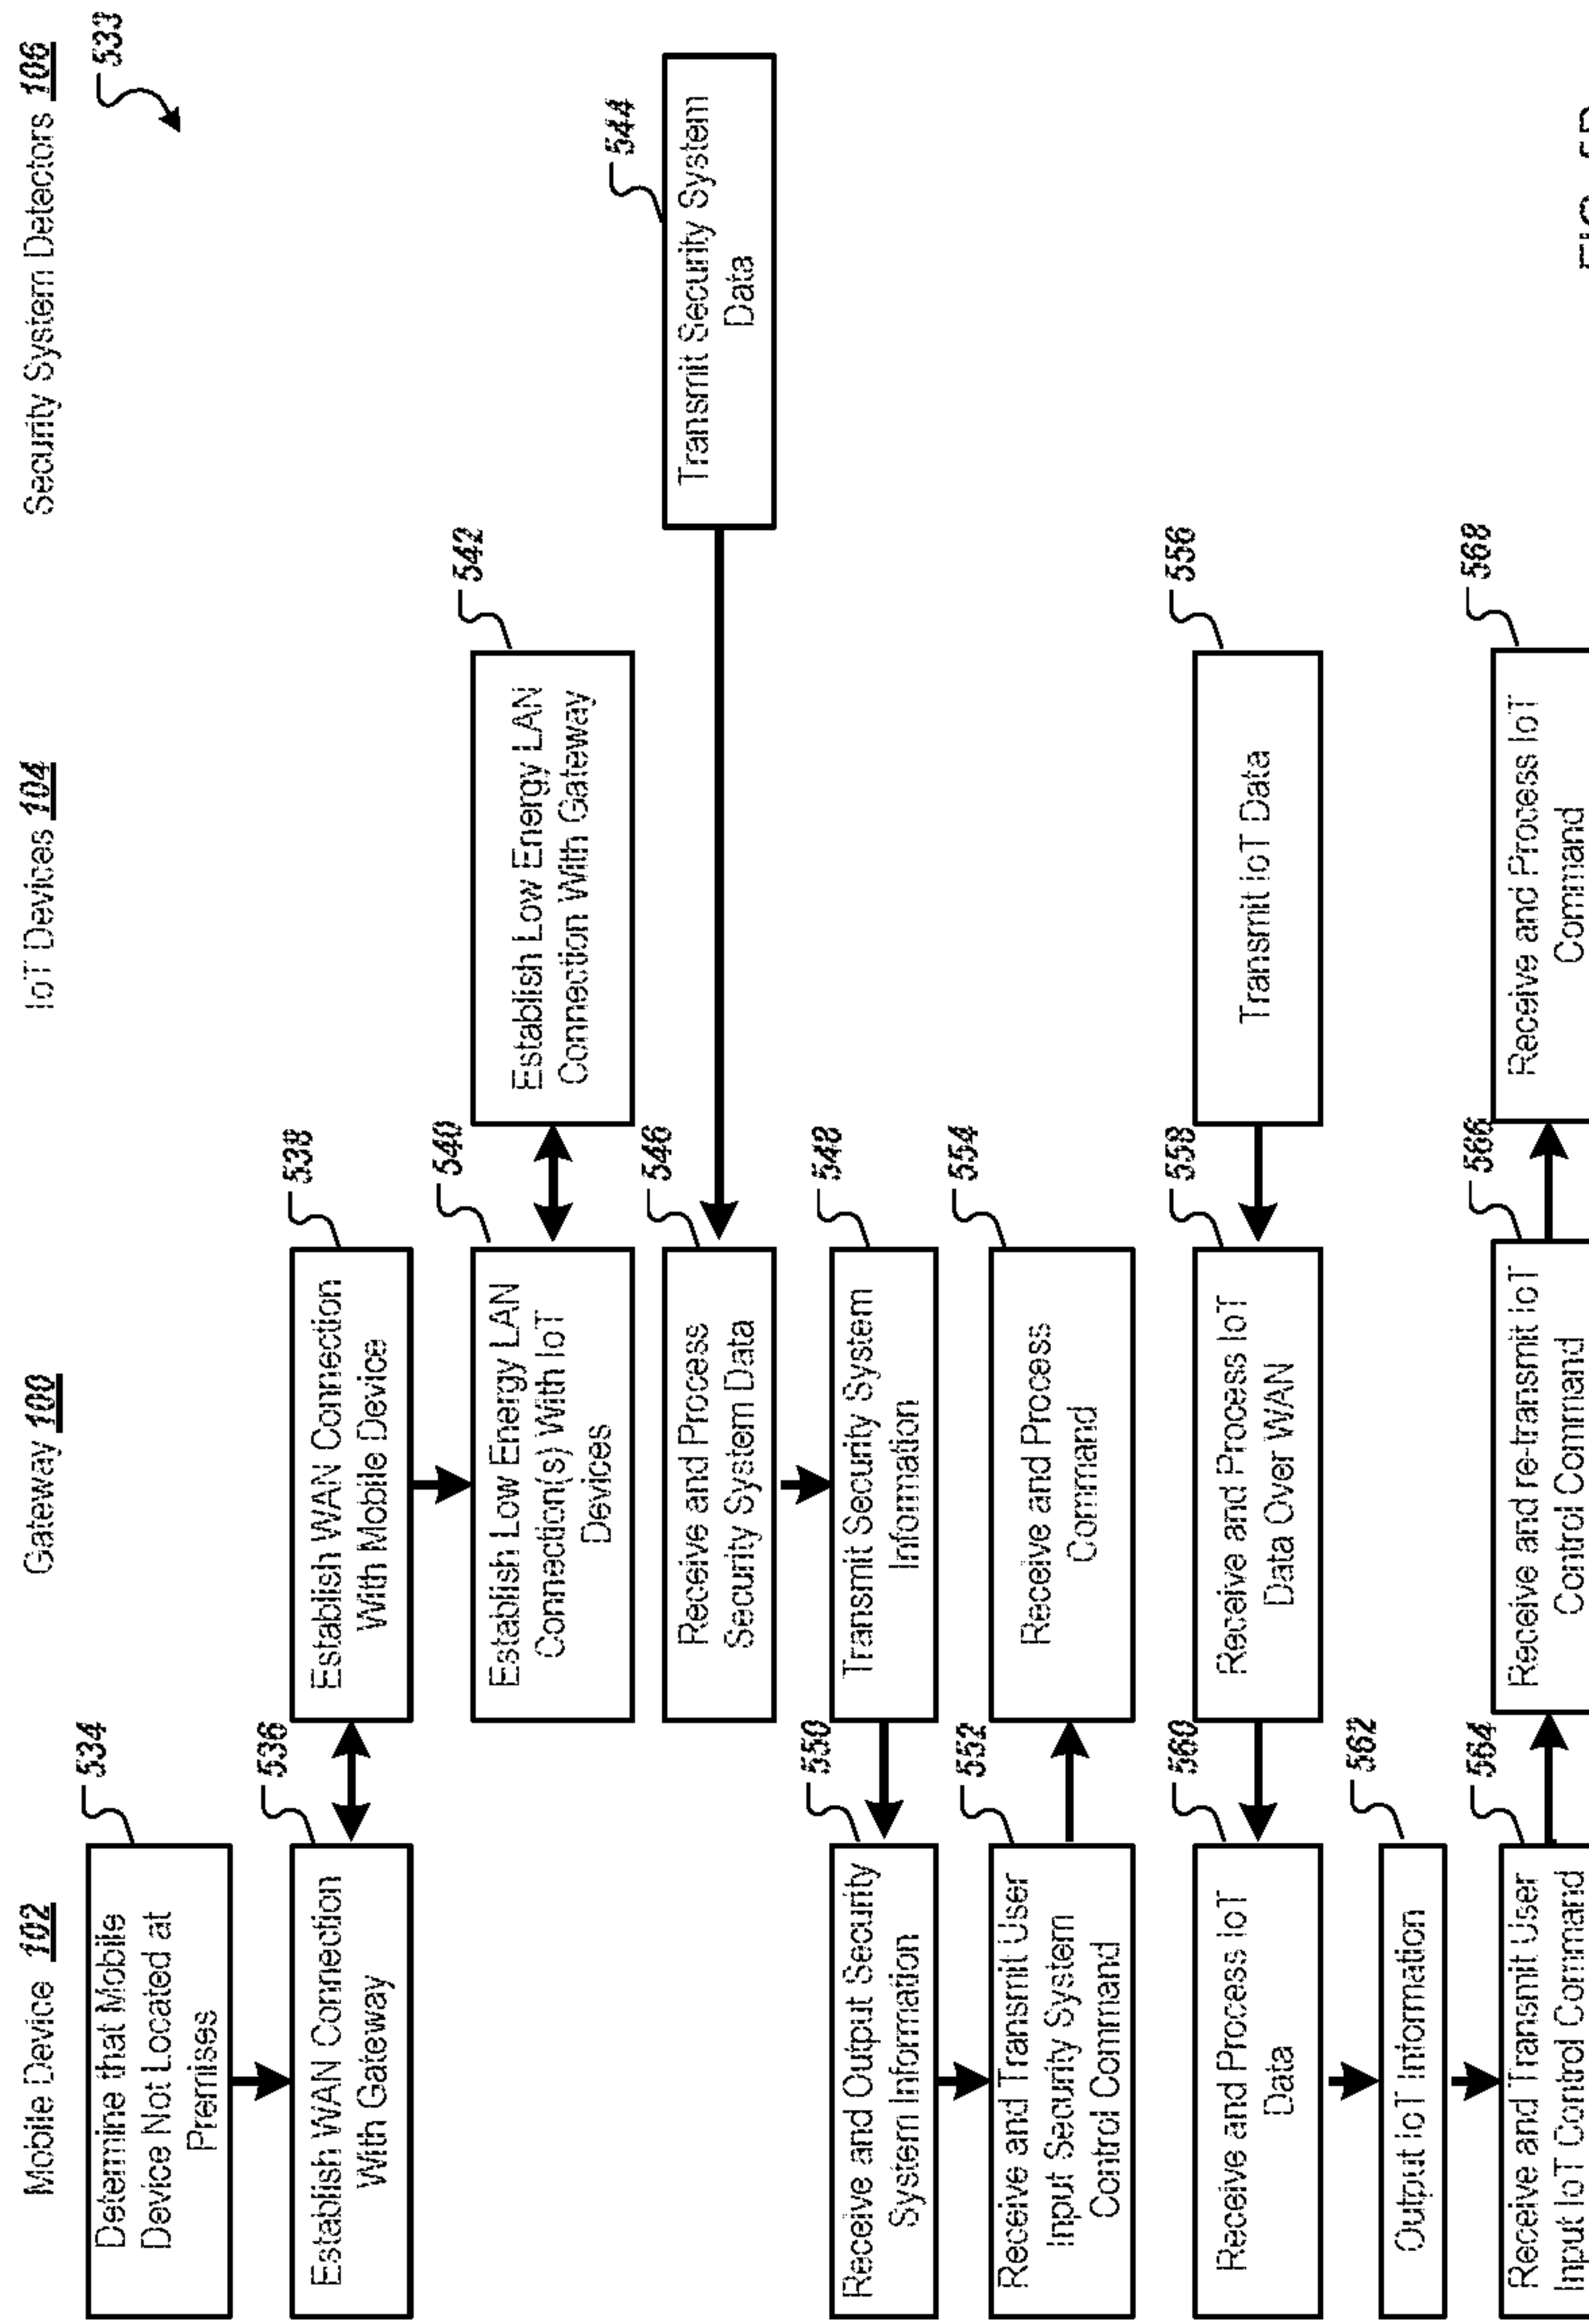 Mobile Device 102
Gateway 100
IoT Devices 104
Security System Detectors 106
533
534
Determine that Mobile
Device Not Located at
Premises
536
Establish WAN Connection
With Gateway
538
Establish WAN Connection
With Mobile Device
540
Establish Low Energy LAN
Connection(s) With IoT
Devices
542
Establish Low Energy LAN
Connection With Gateway
544
Transmit Security System
Data
546
Receive and Process
Security System Data
548
Transmit Security System
Information
550
Receive and Output Security
System Information
552
Receive and Transmit User
Input Security System
Control Command
554
Receive and Process
Command
556
Transmit IoT Data
558
Receive and Process IoT
Data Over WAN
560
Receive and Process IoT
Data
562
Output IoT Information
564
Receive and Transmit User
Input IoT Control Command
566
Receive and re-transmit IoT
Control Command
568
Receive and Process IoT
Command